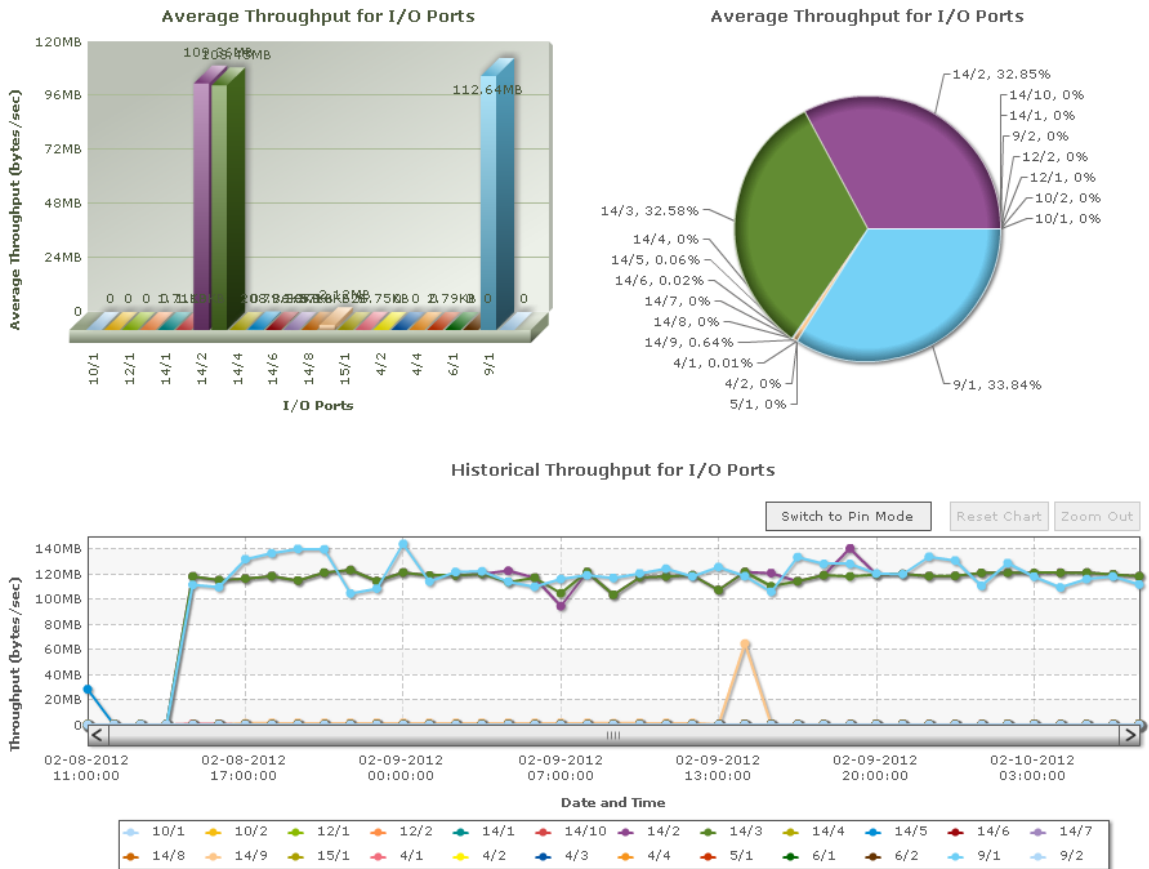 Average Throughput for I/O Ports
120MB
96MB
72MB
48MB
24MB
0
Average Throughput (bytes/sec)
109.36MB
108.45MB
112.64MB
0 0 0
2.12MB
0 0
2.79KB 0 0
10/1
12/1
14/1
14/2
14/4
14/6
14/8
15/1
4/2
4/4
6/1
9/1
I/O Ports
Average Throughput for I/O Ports
14/2, 32.85%
14/10, 0%
14/1, 0%
9/2, 0%
12/2, 0%
12/1, 0%
10/2, 0%
10/1, 0%
14/3, 32.58%
14/4, 0%
14/5, 0.06%
14/6, 0.02%
14/7, 0%
14/8, 0%
14/9, 0.64%
4/1, 0.01%
4/2, 0%
5/1, 0%
9/1, 33.84%
Historical Throughput for I/O Ports
Switch to Pin Mode
Reset Chart
Zoom Out
Throughput (bytes/sec)
140MB
120MB
100MB
80MB
60MB
40MB
20MB
0
02-08-2012 11:00:00
02-08-2012 17:00:00
02-09-2012 00:00:00
02-09-2012 07:00:00
02-09-2012 13:00:00
02-09-2012 20:00:00
02-10-2012 03:00:00
Date and Time
10/1 10/2 12/1 12/2 14/1 14/10 14/2 14/3 14/4 14/5 14/6 14/7
14/8 14/9 15/1 4/1 4/2 4/3 4/4 5/1 6/1 6/2 9/1 9/2